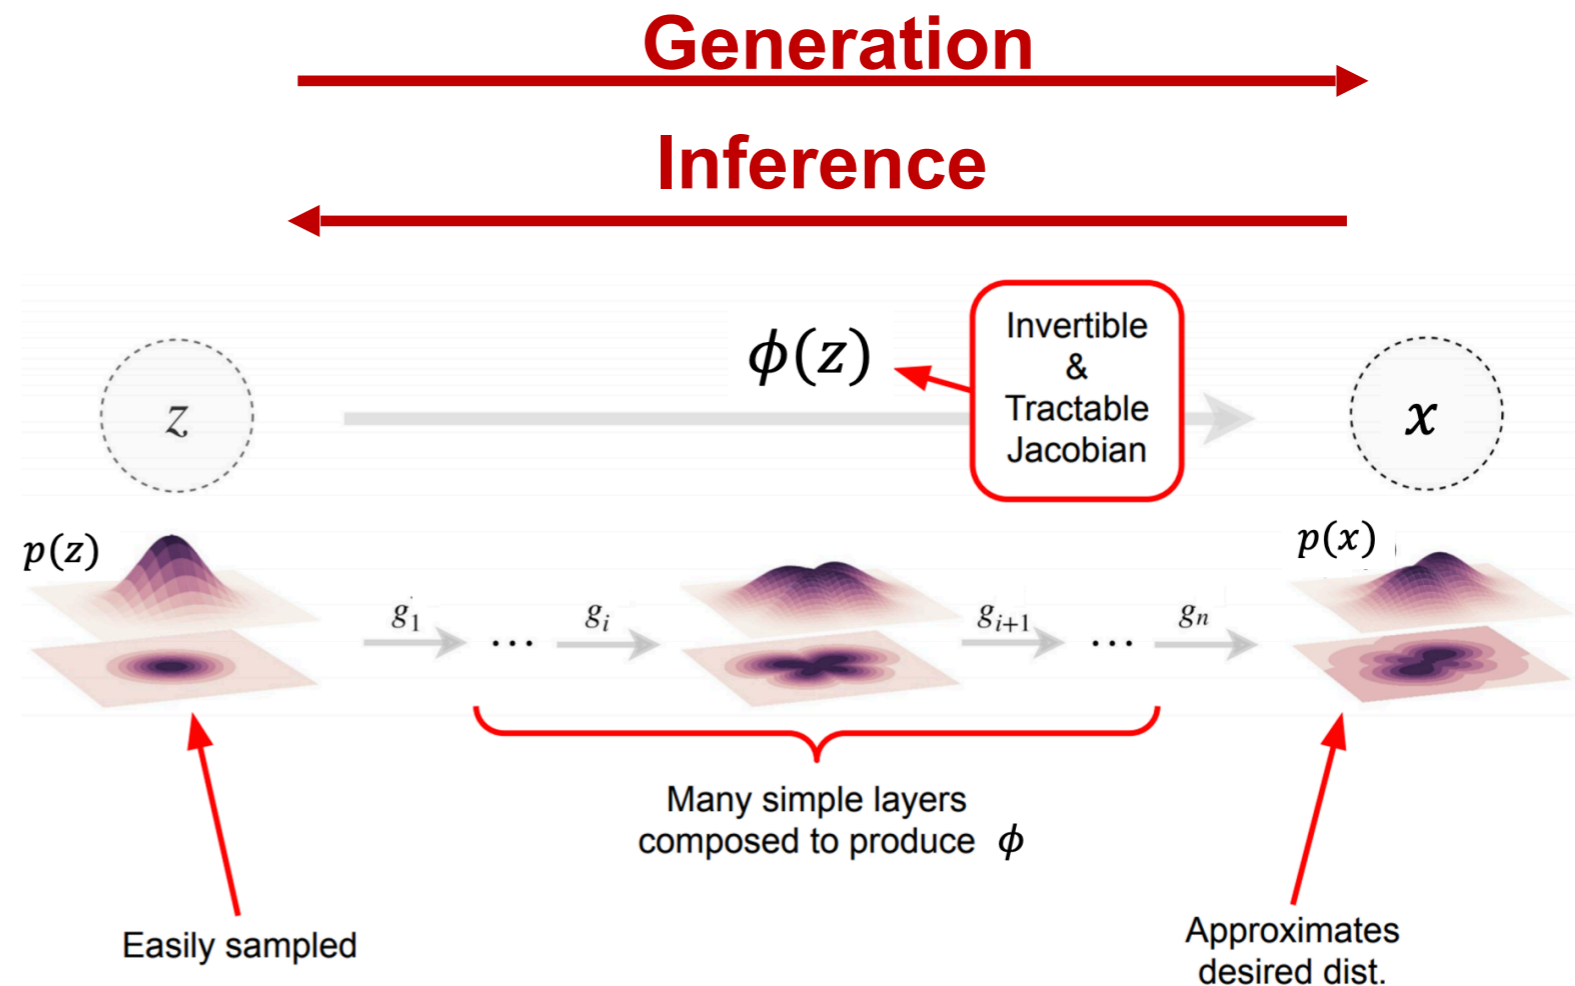 Generation
Inference
ϕ(z)
Invertible
&
Tractable
Jacobian
z
x
p(z)
p(x)
g₁
⋯
gᵢ
gᵢ₊₁
⋯
gₙ
Many simple layers
composed to produce ϕ
Easily sampled
Approximates
desired dist.